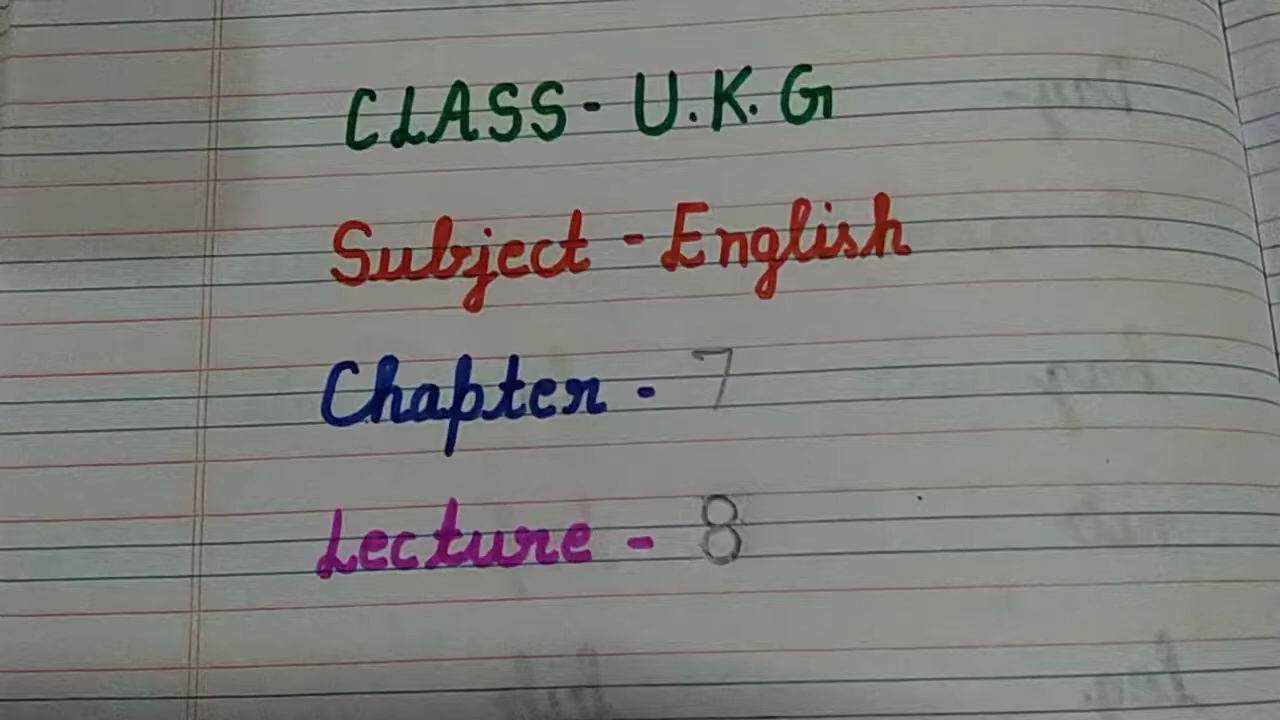 CLASS- U.K.G
Subject - English
Chapter - 7
Lecture - 8